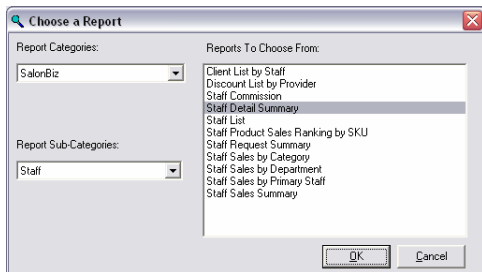 Choose a Report
Report Categories:
SalonBiz
Report Sub-Categories:
Staff
Reports To Choose From:
Client List by Staff
Discount List by Provider
Staff Commission
Staff Detail Summary
Staff List
Staff Product Sales Ranking by SKU
Staff Request Summary
Staff Sales by Category
Staff Sales by Department
Staff Sales by Primary Staff
Staff Sales Summary
OK
Cancel